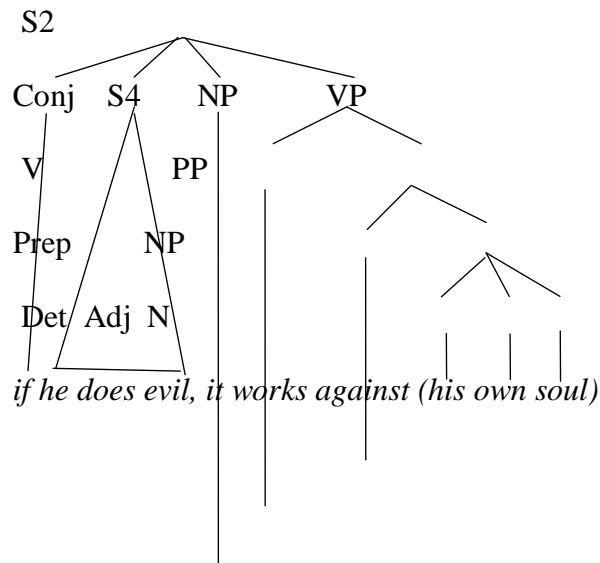 S2
Conj S4 NP VP
V PP
Prep NP
Det Adj N
if he does evil, it works against (his own soul)